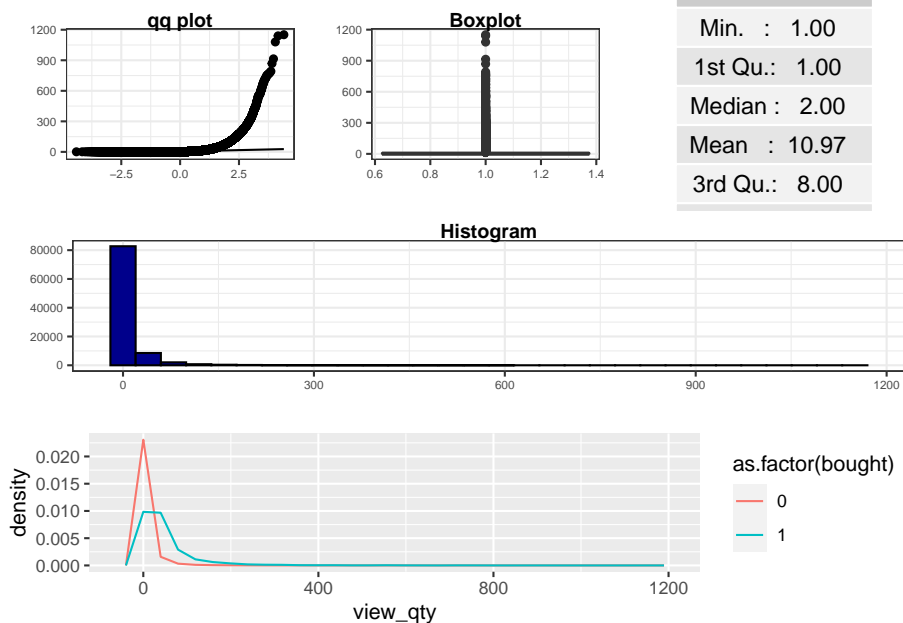 qq plot
1200
900
600
300
0
−2.5 0.0 2.5
Boxplot
1200
900
600
300
0
0.6 0.8 1.0 1.2 1.4
Min. : 1.00
1st Qu.: 1.00
Median : 2.00
Mean : 10.97
3rd Qu.: 8.00
Histogram
80000
60000
40000
20000
0
0 300 600 900 1200
density
0.020
0.015
0.010
0.005
0.000
0 400 800 1200
view_qty
as.factor(bought)
0
1